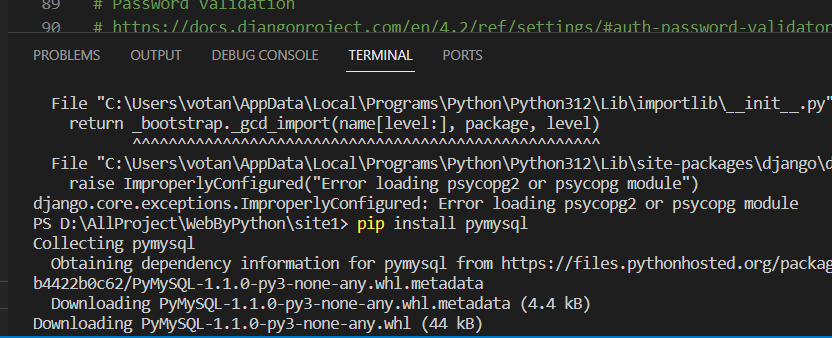 89 # Password validation
90 # https://docs.djangoproject.com/en/4.2/ref/settings/#auth-password-validator
PROBLEMS OUTPUT DEBUG CONSOLE TERMINAL PORTS
File "C:\Users\votan\AppData\Local\Programs\Python\Python312\Lib\importlib\__init__.py"
return _bootstrap._gcd_import(name[level:], package, level)
^^^^^^^^^^^^^^^^^^^^^^^^^^^^^^^^^^^^^^^^^^^^^^^^^^^^
File "C:\Users\votan\AppData\Local\Programs\Python\Python312\Lib\site-packages\django\d
raise ImproperlyConfigured("Error loading psycopg2 or psycopg module")
django.core.exceptions.ImproperlyConfigured: Error loading psycopg2 or psycopg module
PS D:\AllProject\WebByPython\site1> pip install pymysql
Collecting pymysql
Obtaining dependency information for pymysql from https://files.pythonhosted.org/packag
b4422b0c62/PyMySQL-1.1.0-py3-none-any.whl.metadata
Downloading PyMySQL-1.1.0-py3-none-any.whl.metadata (4.4 kB)
Downloading PyMySQL-1.1.0-py3-none-any.whl (44 kB)